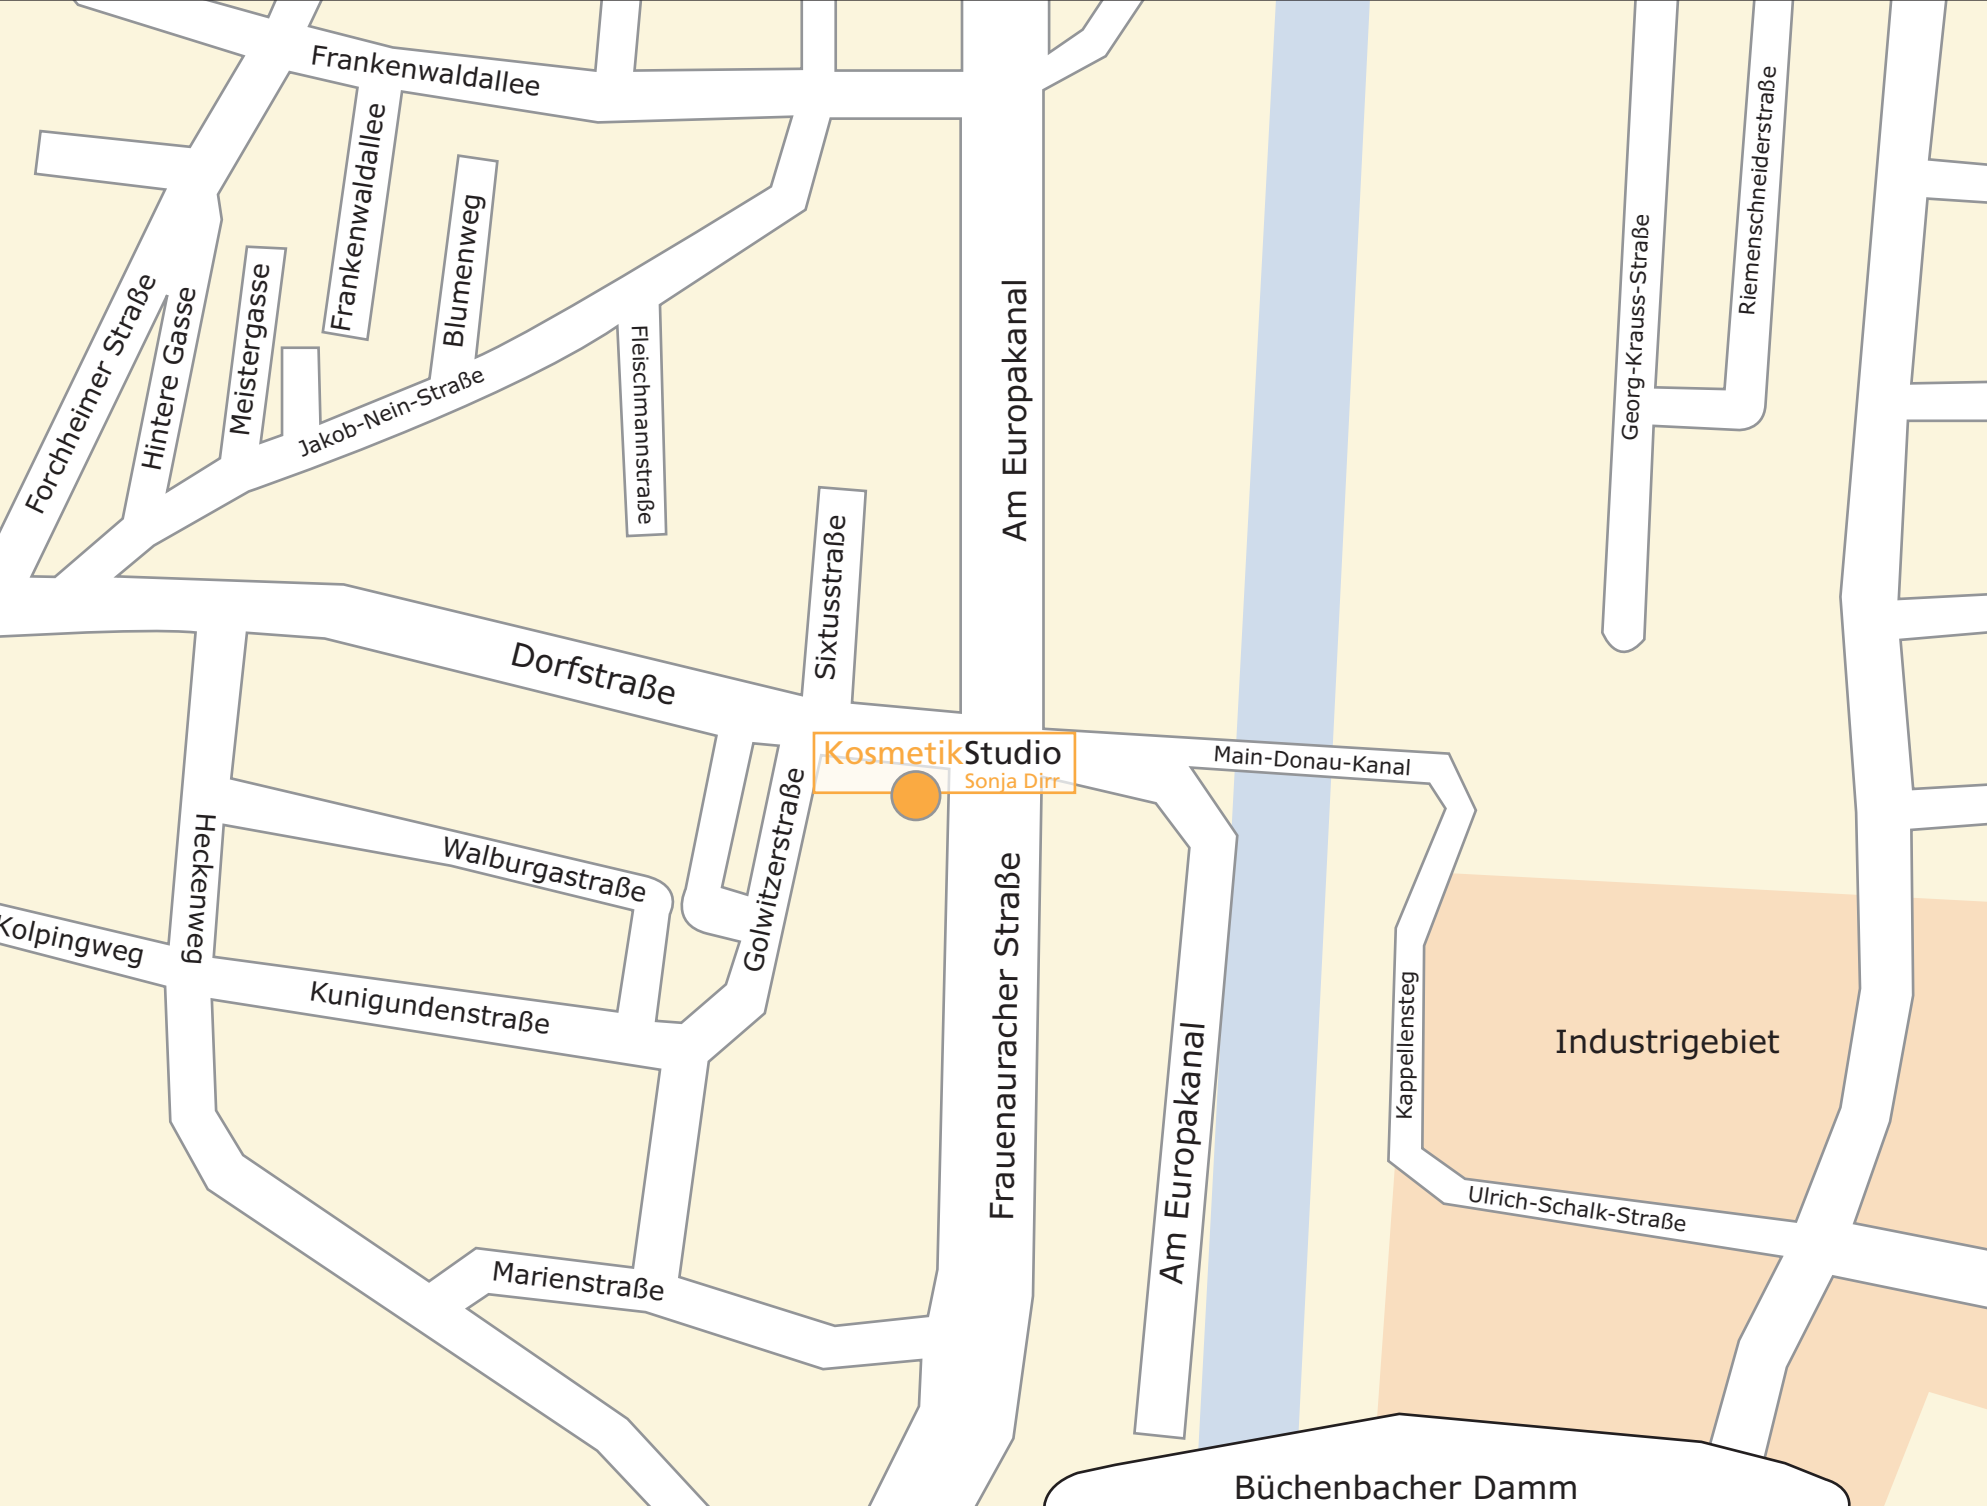 Frankenwaldallee
Frankenwaldallee
Blumenweg
Riemenschneiderstraße
Georg-Krauss-Straße
Forchheimer Straße
Hintere Gasse
Meistergasse
Jakob-Nein-Straße
Fleischmannstraße
Am Europakanal
Sixtusstraße
Dorfstraße
KosmetikStudio
Sonja Dirr
Main-Donau-Kanal
Golwitzerstraße
Heckenweg
Walburgastraße
Kolpingweg
Kunigundenstraße
Frauenauracher Straße
Am Europakanal
Kappellensteg
Industrigebiet
Ulrich-Schalk-Straße
Marienstraße
Büchenbacher Damm